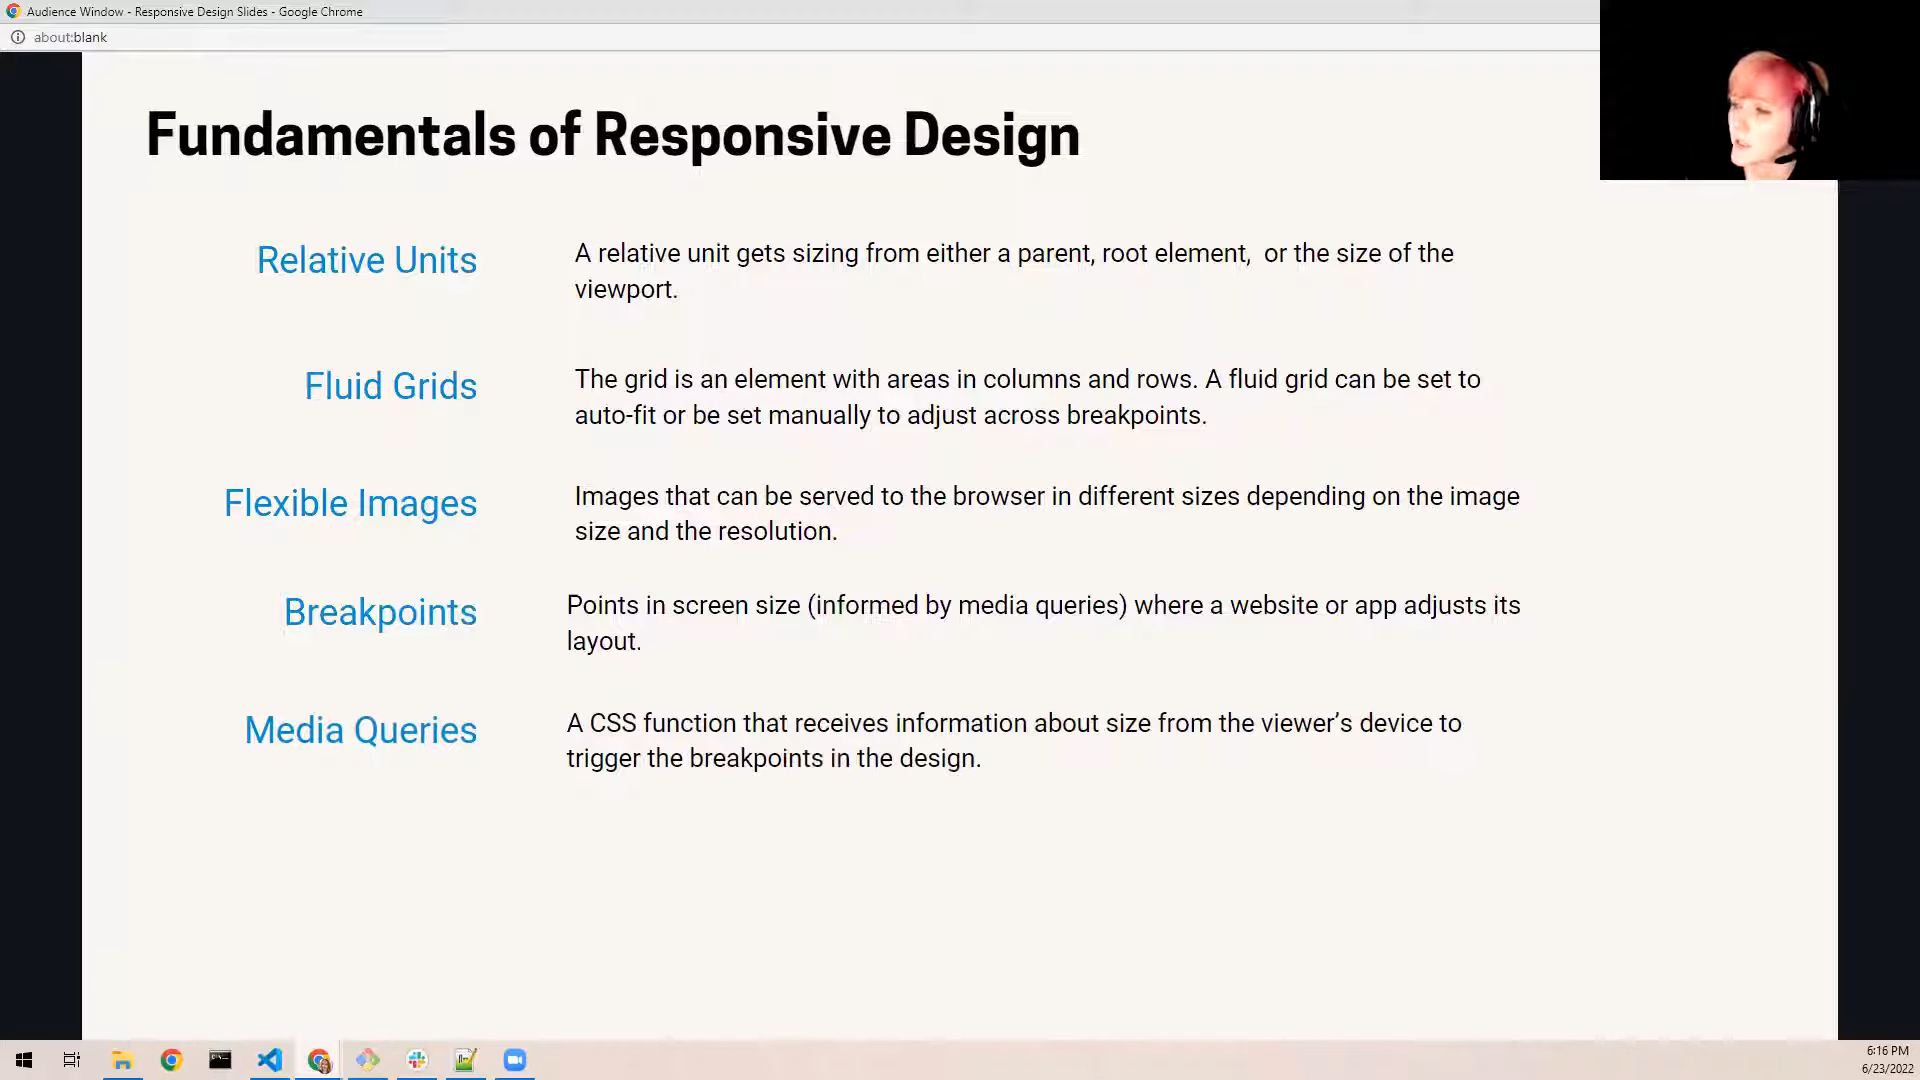 Audience Window - Responsive Design Slides - Google Chrome
about:blank
Fundamentals of Responsive Design
Relative Units
A relative unit gets sizing from either a parent, root element,  or the size of the
viewport.
Fluid Grids
The grid is an element with areas in columns and rows. A fluid grid can be set to
auto-fit or be set manually to adjust across breakpoints.
Flexible Images
Images that can be served to the browser in different sizes depending on the image
size and the resolution.
Breakpoints
Points in screen size (informed by media queries) where a website or app adjusts its
layout.
Media Queries
A CSS function that receives information about size from the viewer’s device to
trigger the breakpoints in the design.
6:16 PM
6/23/2022